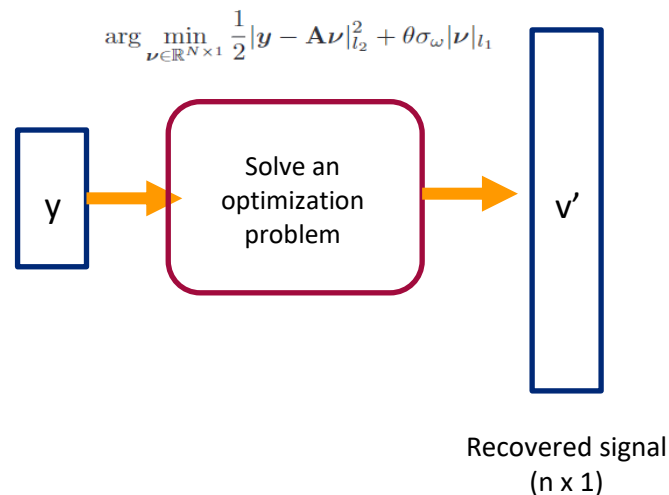 arg min_{ν∈ℝ^{N×1}} 1/2 |y − Aν|²_{l₂} + θσ_ω|ν|_{l₁}
y
Solve an
optimization
problem
v’
Recovered signal
(n x 1)